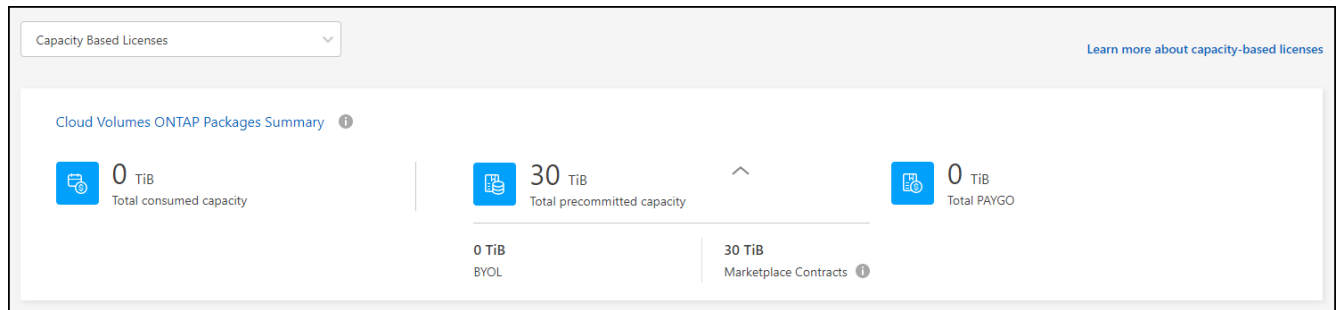 Capacity Based Licenses
Learn more about capacity-based licenses
Cloud Volumes ONTAP Packages Summary
0 TiB
Total consumed capacity
30 TiB
Total precommitted capacity
0 TiB
Total PAYGO
0 TiB
BYOL
30 TiB
Marketplace Contracts